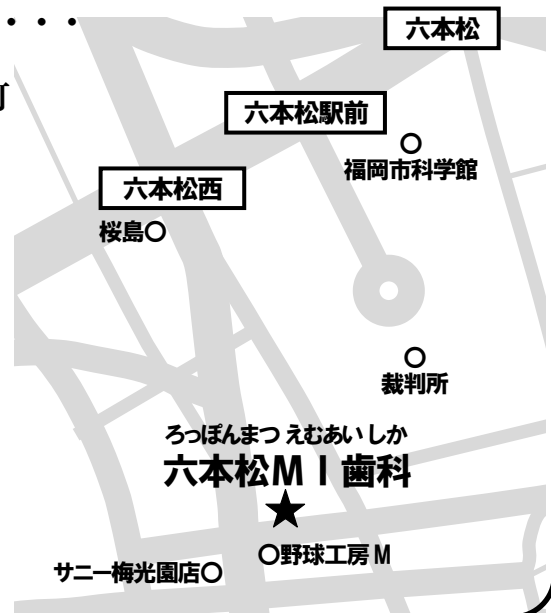 ・・・・
町
六本松
六本松駅前
福岡市科学館
六本松西
桜島
裁判所
ろっぽんまつ えむあいしか
六本松MI歯科
野球工房M
サニー梅光園店